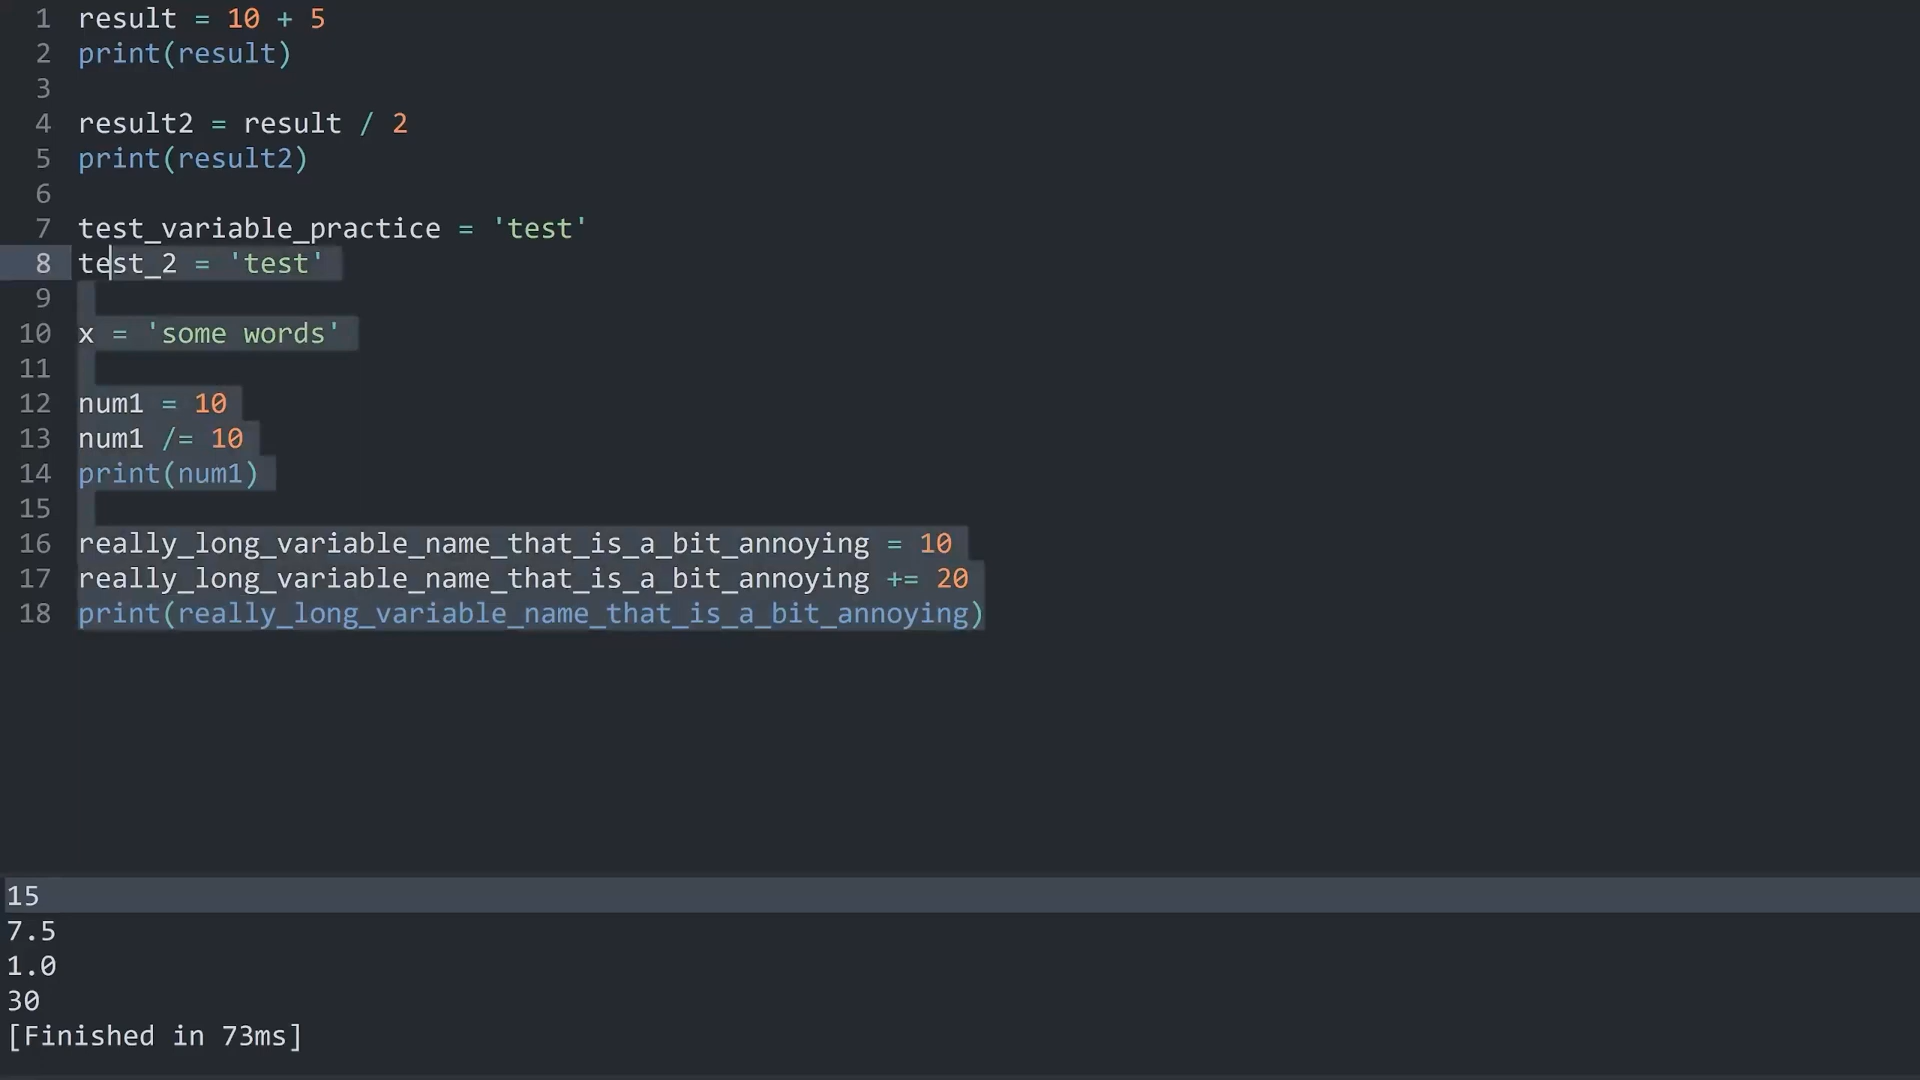 1 result = 10 + 5
2 print(result)
3
4 result2 = result / 2
5 print(result2)
6
7 test_variable_practice = 'test'
8 test_2 = 'test'
9
10 x = 'some words'
11
12 num1 = 10
13 num1 /= 10
14 print(num1)
15
16 really_long_variable_name_that_is_a_bit_annoying = 10
17 really_long_variable_name_that_is_a_bit_annoying += 20
18 print(really_long_variable_name_that_is_a_bit_annoying)
15
7.5
1.0
30
[Finished in 73ms]